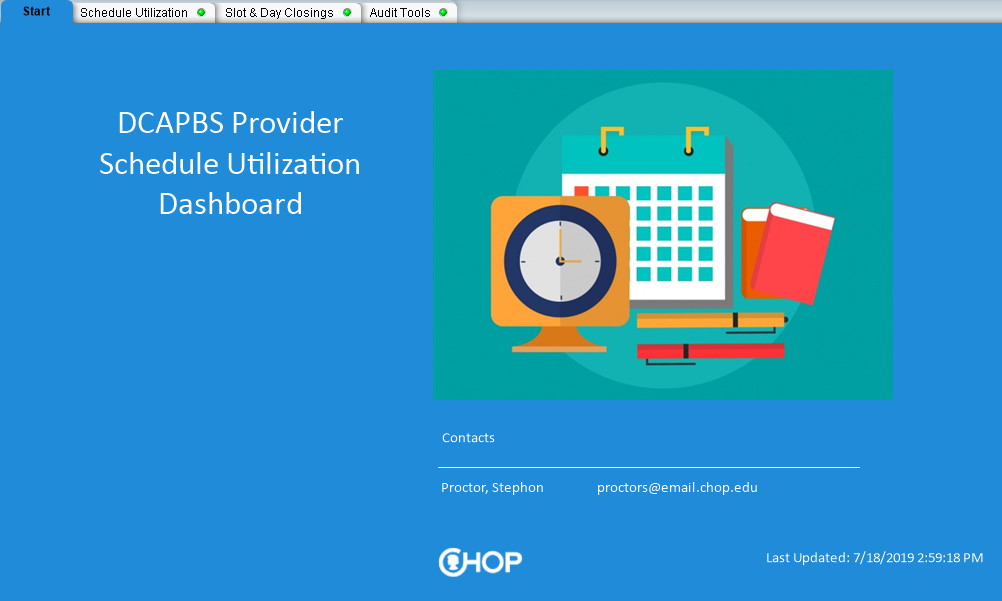 Start
Schedule Utilization
Slot & Day Closings
Audit Tools
DCAPBS Provider
Schedule Utilization
Dashboard
Contacts
Proctor, Stephon proctors@email.chop.edu
CHOP
Last Updated: 7/18/2019 2:59:18 PM